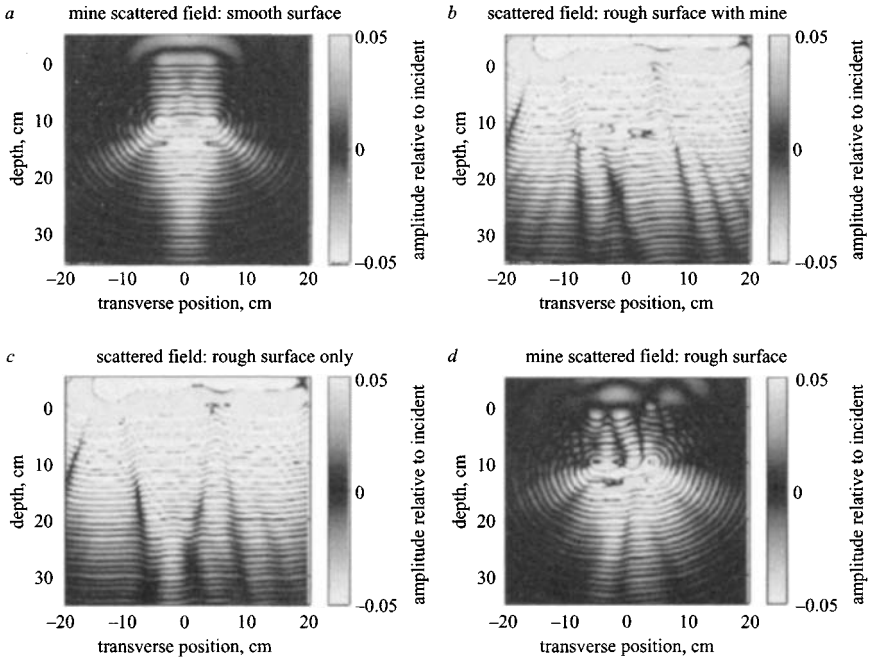 a mine scattered field: smooth surface
0.05
0
–0.05
amplitude relative to incident
0
10
20
30
depth, cm
–20 –10 0 10 20
transverse position, cm
b scattered field: rough surface with mine
0.05
0
–0.05
amplitude relative to incident
0
10
20
30
depth, cm
–20 –10 0 10 20
transverse position, cm
c scattered field: rough surface only
0.05
0
–0.05
amplitude relative to incident
0
10
20
30
depth, cm
–20 –10 0 10 20
transverse position, cm
d mine scattered field: rough surface
0.05
0
–0.05
amplitude relative to incident
0
10
20
30
depth, cm
–20 –10 0 10 20
transverse position, cm